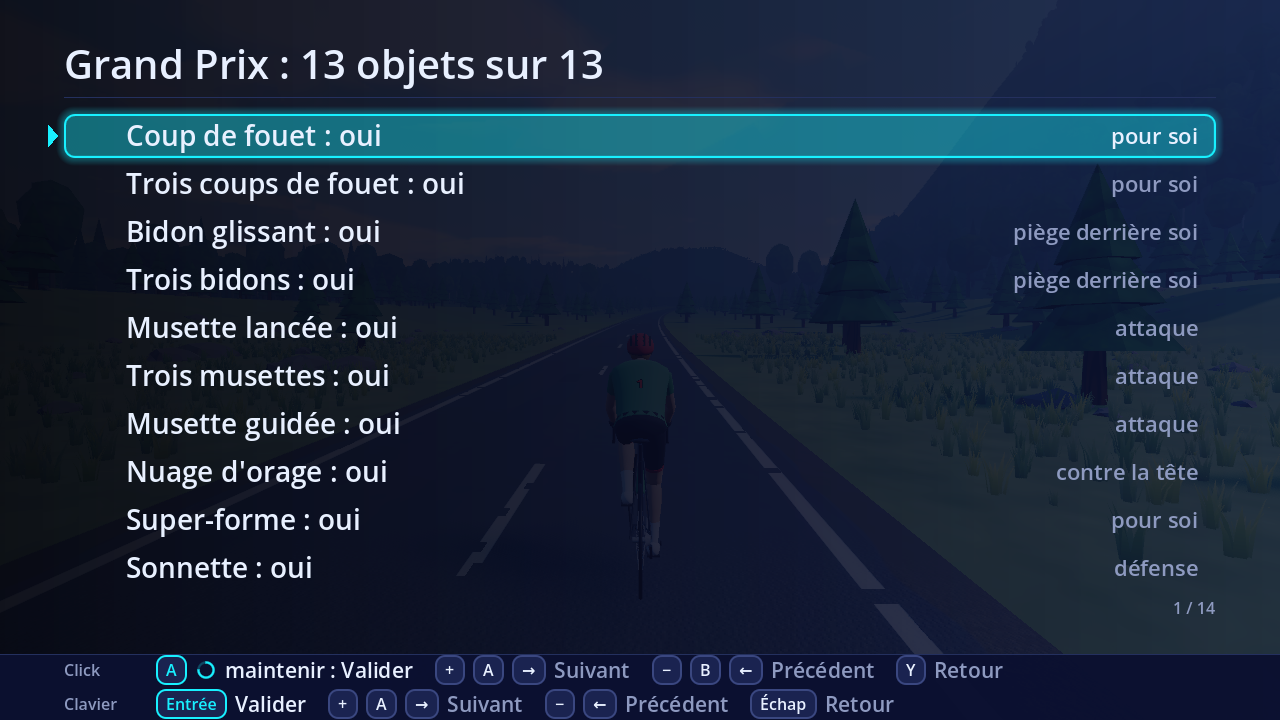 Grand Prix : 13 objets sur 13
Coup de fouet : oui pour soi
Trois coups de fouet : oui pour soi
Bidon glissant : oui piège derrière soi
Trois bidons : oui piège derrière soi
Musette lancée : oui attaque
Trois musettes : oui attaque
Musette guidée : oui attaque
Nuage d'orage : oui contre la tête
Super-forme : oui pour soi
Sonnette : oui défense
1 / 14
Click A maintenir : Valider + A → Suivant − B ← Précédent Y Retour
Clavier Entrée Valider + A → Suivant − ← Précédent Échap Retour